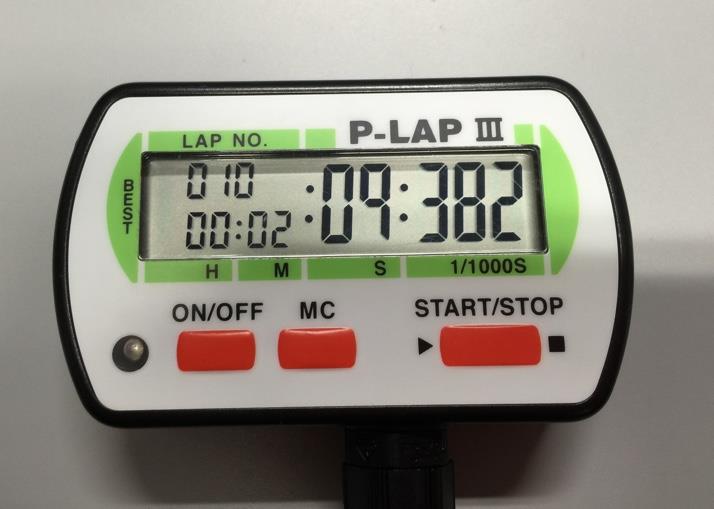 LAP NO.
P-LAP III
BEST
010
00:02:09:382
H M S 1/1000S
ON/OFF MC START/STOP